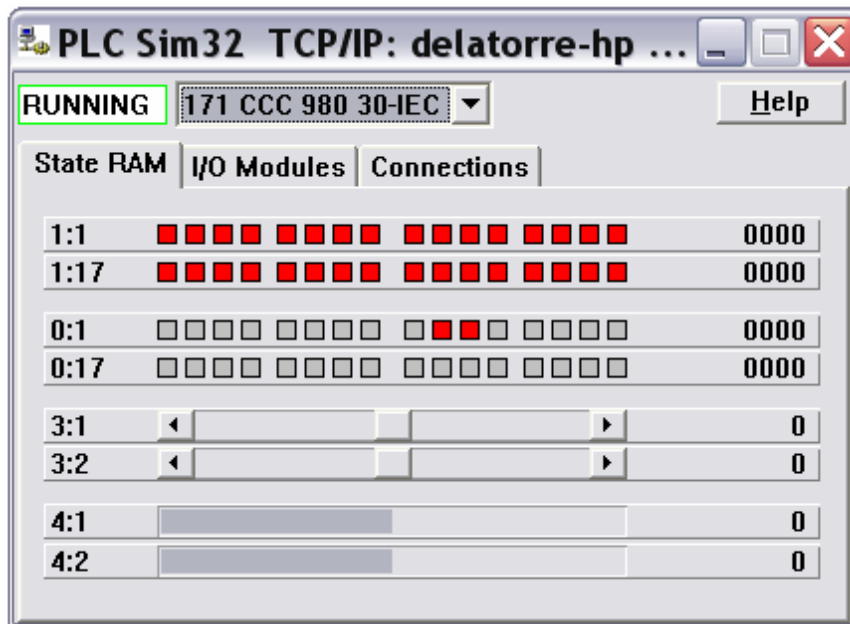 PLC Sim32 TCP/IP: delatorre-hp ...
RUNNING 171 CCC 980 30-IEC Help
State RAM I/O Modules Connections
1:1 0000
1:17 0000
0:1 0000
0:17 0000
3:1 0
3:2 0
4:1 0
4:2 0